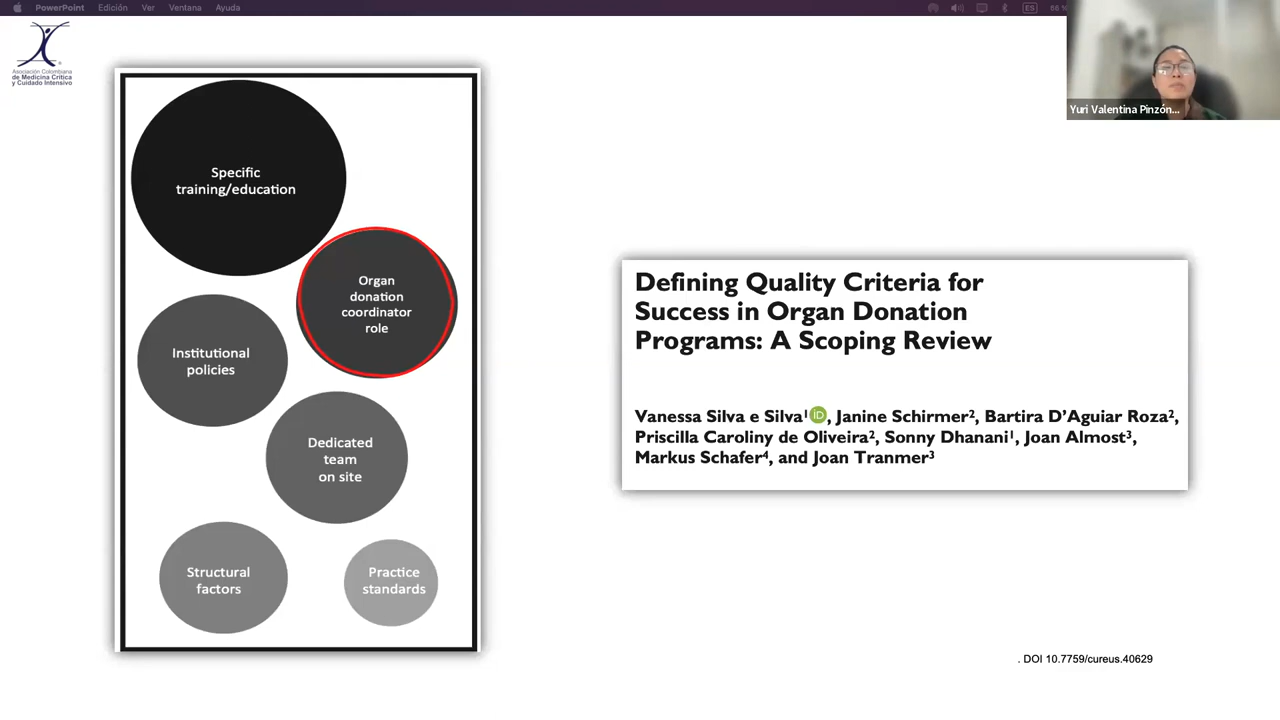 PowerPoint Edición Ver Ventana Ayuda
ES 66 %
Asociación Colombiana
de Medicina Crítica
y Cuidado Intensivo
Yuri Valentina Pinzón...
Specific
training/education
Organ
donation
coordinator
role
Institutional
policies
Dedicated
team
on site
Structural
factors
Practice
standards
Defining Quality Criteria for
Success in Organ Donation
Programs: A Scoping Review
Vanessa Silva e Silva¹ iD, Janine Schirmer², Bartira D’Aguiar Roza²,
Priscilla Caroliny de Oliveira², Sonny Dhanani¹, Joan Almost³,
Markus Schafer⁴, and Joan Tranmer³
. DOI 10.7759/cureus.40629